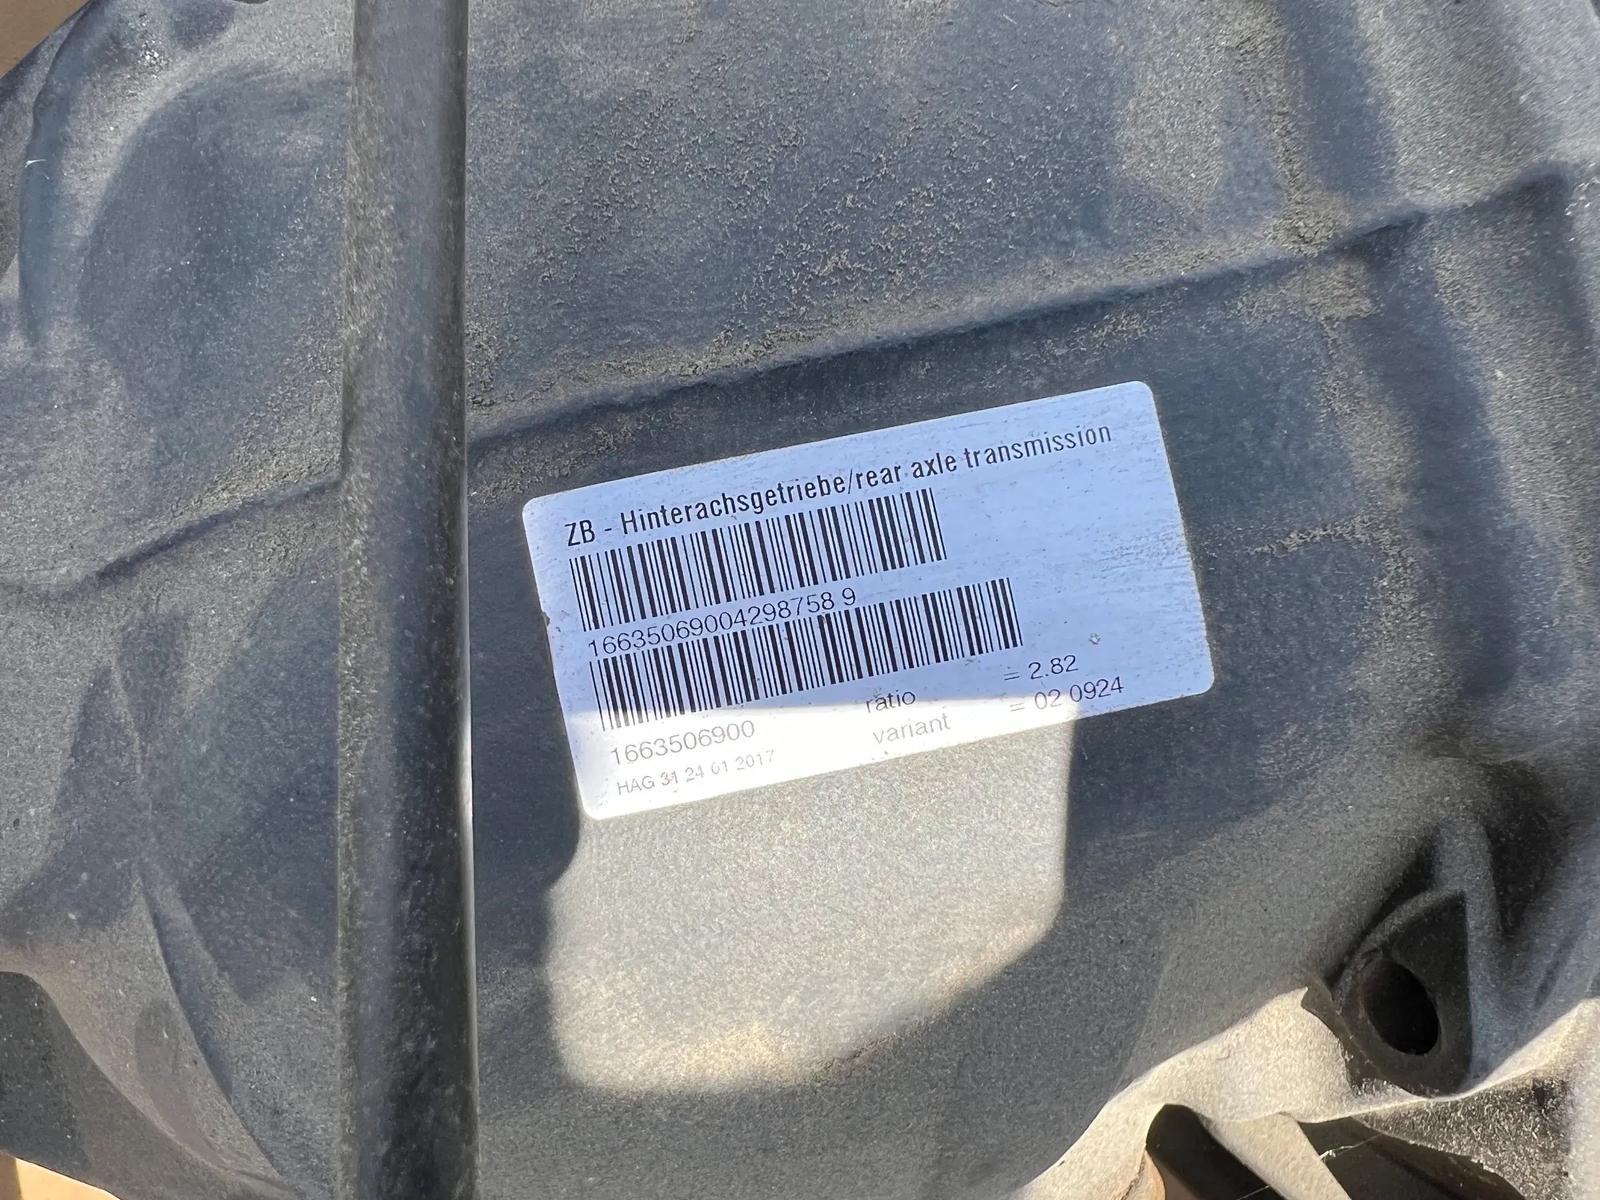 ZB - Hinterachsgetriebe/rear axle transmission
16635069004298758 9
1663506900 ratio = 2.82
HAG 31 24 01 2017 variant = 02 0924